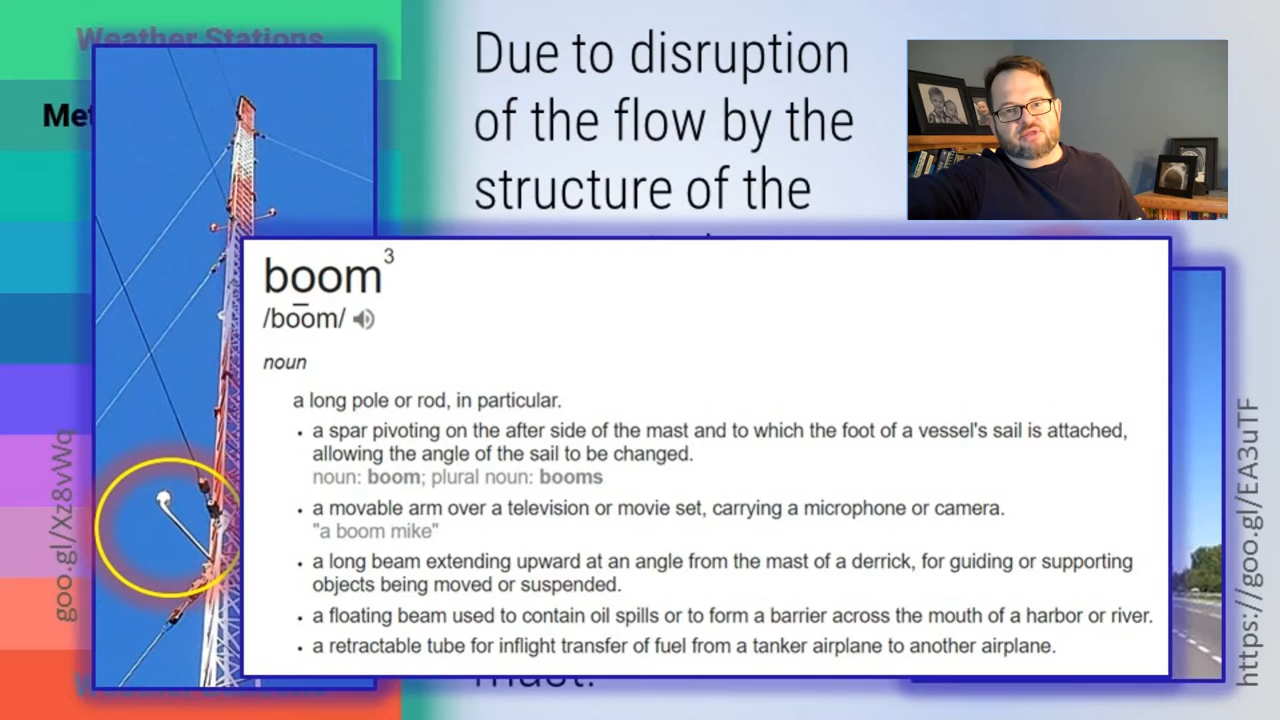 Weather Stations
Met
Due to disruption
of the flow by the
structure of the
boom3
/bo͞om/
noun
a long pole or rod, in particular.
• a spar pivoting on the after side of the mast and to which the foot of a vessel's sail is attached,
allowing the angle of the sail to be changed.
noun: boom; plural noun: booms
• a movable arm over a television or movie set, carrying a microphone or camera.
"a boom mike"
• a long beam extending upward at an angle from the mast of a derrick, for guiding or supporting
objects being moved or suspended.
• a floating beam used to contain oil spills or to form a barrier across the mouth of a harbor or river.
• a retractable tube for inflight transfer of fuel from a tanker airplane to another airplane.
mast.
goo.gl/Xz8vWq
https://goo.gl/EA3uTF